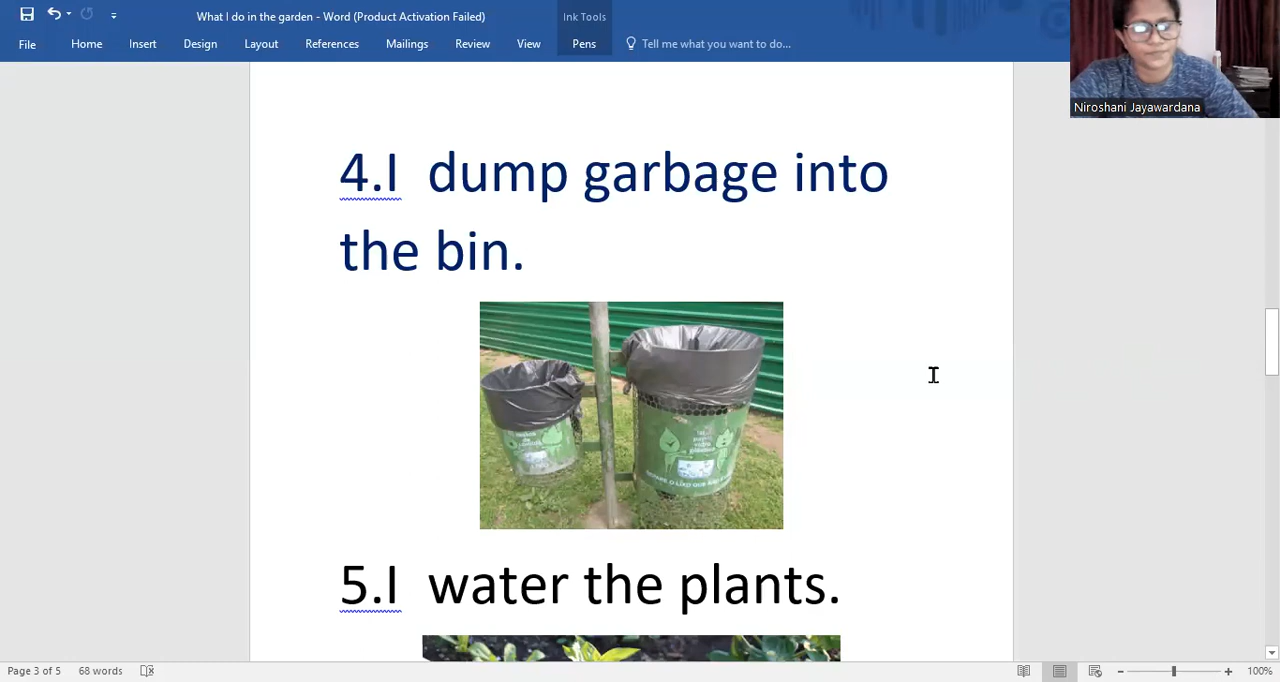 What I do in the garden - Word (Product Activation Failed)
Ink Tools
File Home Insert Design Layout References Mailings Review View Pens Tell me what you want to do...
Niroshani Jayawardana
4.I dump garbage into
the bin.
5.I water the plants.
Page 3 of 5 68 words
100%